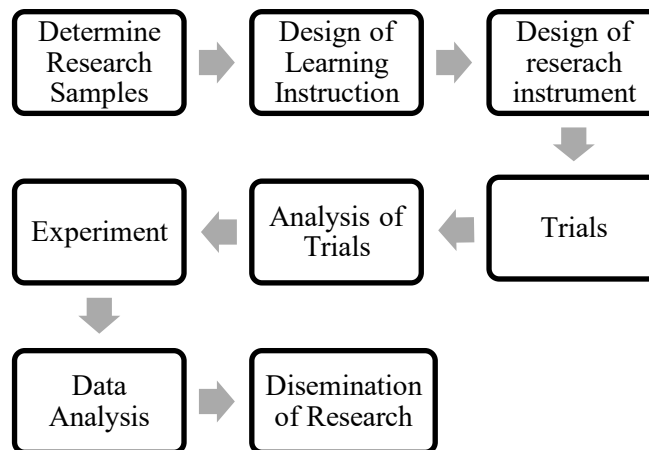 Determine
Research
Samples
Design of
Learning
Instruction
Design of
reserach
instrument
Trials
Analysis of
Trials
Experiment
Data
Analysis
Disemination
of Research